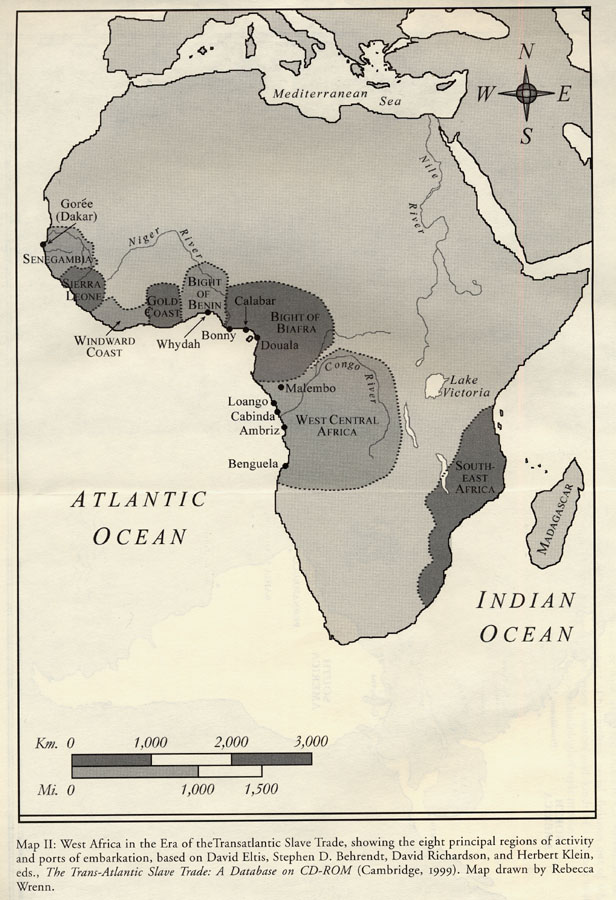 N
W E
S
Mediterranean
Sea
Nile
River
Gorée
(Dakar)
Niger River
SENEGAMBIA
SIERRA
LEONE
GOLD
COAST
BIGHT
OF
BENIN
Calabar
BIGHT OF
BIAFRA
WINDWARD
COAST
Whydah
Bonny
Douala
Congo
River
Malembo
Lake
Victoria
Loango
Cabinda
Ambriz
WEST CENTRAL
AFRICA
Benguela
SOUTH-
EAST
AFRICA
MADAGASCAR
ATLANTIC
OCEAN
INDIAN
OCEAN
Km. 0 1,000 2,000 3,000
Mi. 0 1,000 1,500
Map II: West Africa in the Era of theTransatlantic Slave Trade, showing the eight principal regions of activity
and ports of embarkation, based on David Eltis, Stephen D. Behrendt, David Richardson, and Herbert Klein,
eds., The Trans-Atlantic Slave Trade: A Database on CD-ROM (Cambridge, 1999). Map drawn by Rebecca
Wrenn.